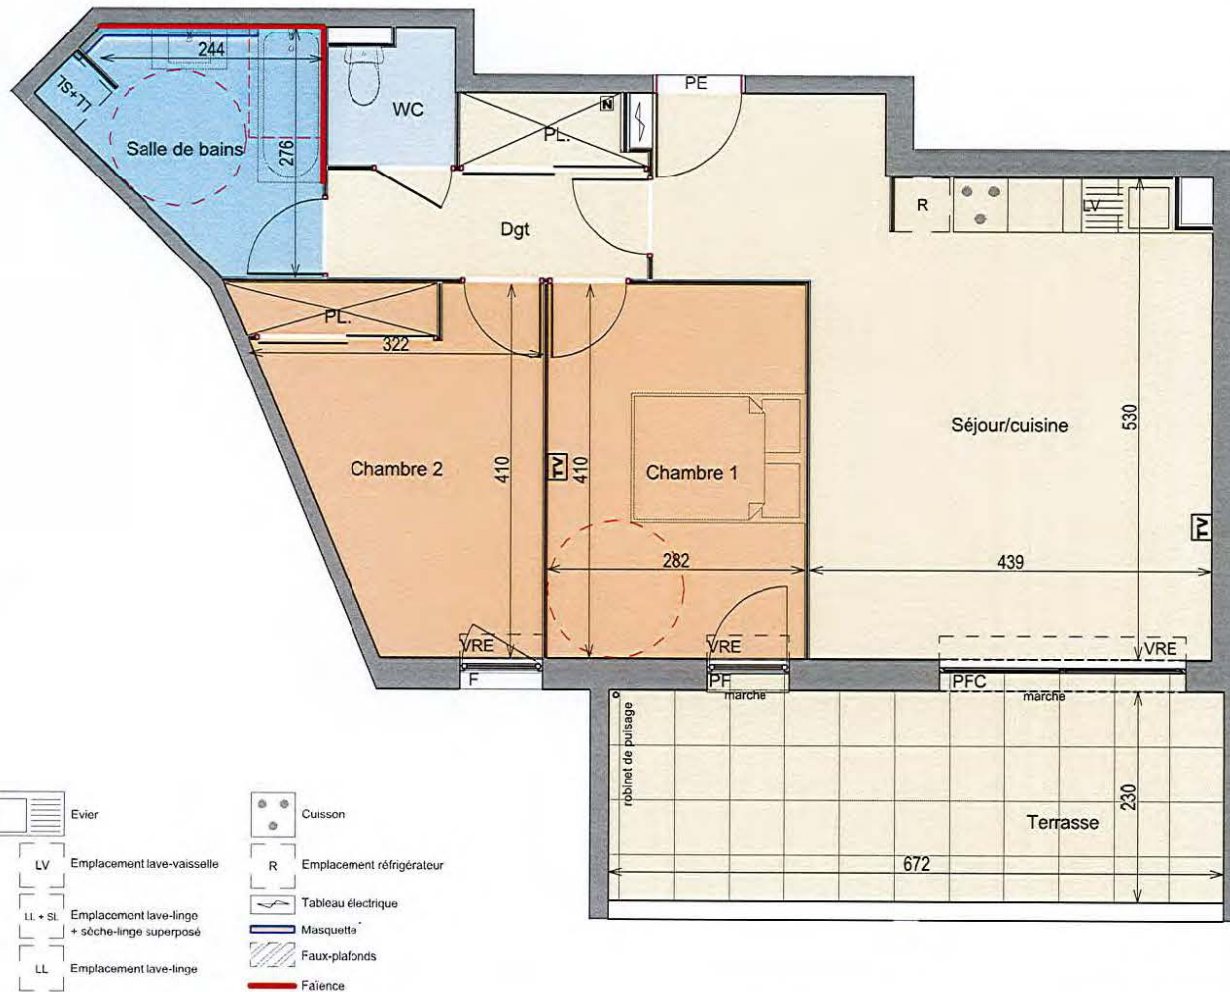 244
PE
WC
N
LL+SL
PL.
Salle de bains
276
R
LV
Dgt
PL.
322
Séjour/cuisine
530
Chambre 2
410
TV
410
Chambre 1
TV
282
439
VRE
VRE
VRE
F
PF
marche
PFC
marche
robinet de puisage
230
Terrasse
672
Evier
Cuisson
LV
Emplacement lave-vaisselle
R
Emplacement réfrigérateur
LL + SL
Emplacement lave-linge
+ sèche-linge superposé
Tableau électrique
Masquette
Faux-plafonds
LL
Emplacement lave-linge
Faïence